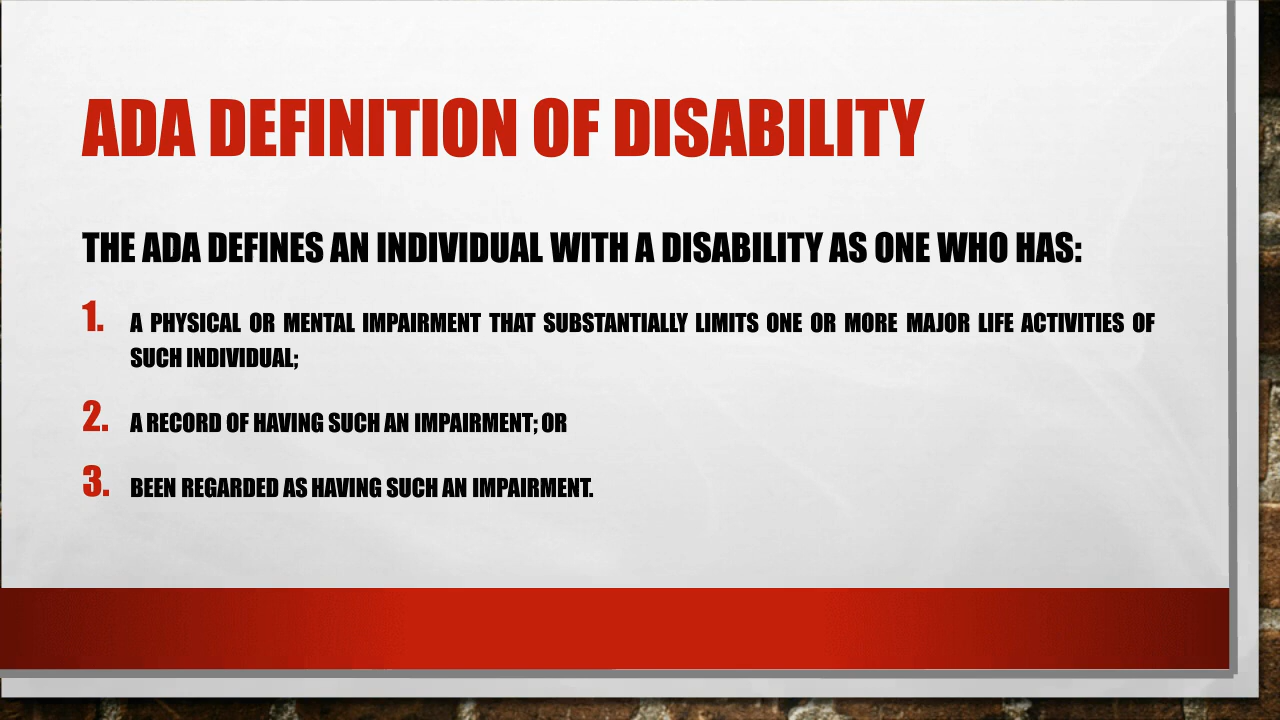 ADA DEFINITION OF DISABILITY
THE ADA DEFINES AN INDIVIDUAL WITH A DISABILITY AS ONE WHO HAS:
1. A PHYSICAL OR MENTAL IMPAIRMENT THAT SUBSTANTIALLY LIMITS ONE OR MORE MAJOR LIFE ACTIVITIES OF
SUCH INDIVIDUAL;
2. A RECORD OF HAVING SUCH AN IMPAIRMENT; OR
3. BEEN REGARDED AS HAVING SUCH AN IMPAIRMENT.